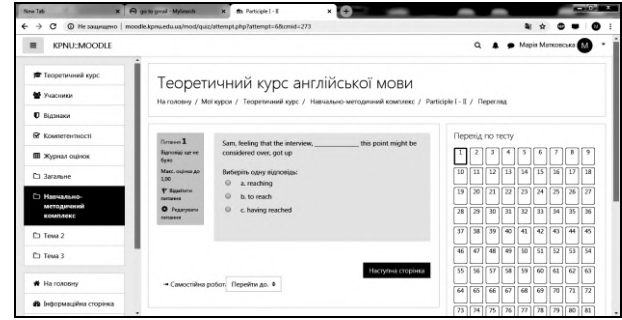 New Tab
go to gmail - MySearch
Participle I - II
Не защищено | moodle.kpnu.edu.ua/mod/quiz/attempt.php?attempt=6&cmid=273
KPNU::MOODLE
Марія Матковська M
Теоретичний курс
Учасники
Відзнаки
Компетентності
Журнал оцінок
Загальне
Навчально-
методичний
комплекс
Тема 2
Тема 3
На головну
Інформаційна сторінка
Теоретичний курс англійської мови
На головну / Мої курси / Теоретичний курс / Навчально-методичний комплекс / Participle I - II / Перегляд
Питання 1
Відповіді ще не
було
Макс. оцінка до
1,00
Відмітити
питання
Редагувати
питання
Sam, feeling that the interview, ____________ this point might be
considered over, got up
Виберіть одну відповідь:
a. reaching
b. to reach
c. having reached
Наступна сторінка
Самостійна робот
Перейти до...
Перехід по тесту
1 2 3 4 5 6 7 8 9
10 11 12 13 14 15 16 17 18
19 20 21 22 23 24 25 26 27
28 29 30 31 32 33 34 35 36
37 38 39 40 41 42 43 44 45
46 47 48 49 50 51 52 53 54
55 56 57 58 59 60 61 62 63
64 65 66 67 68 69 70 71 72
73 74 75 76 77 78 79 80 81